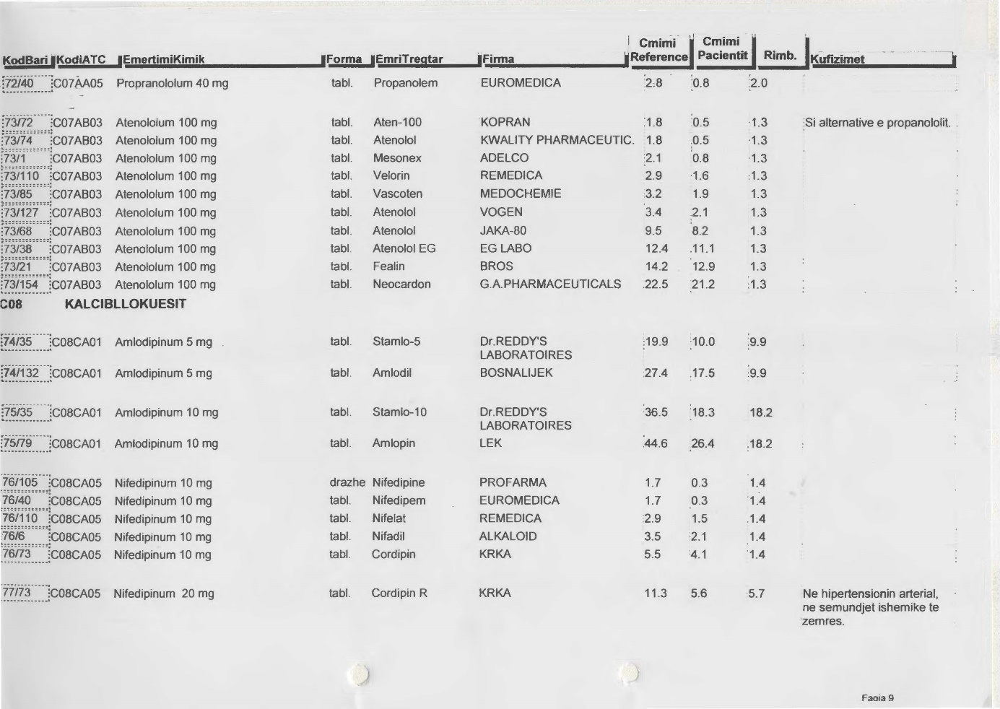 KodBari KodIATC EmertimiKimik Forma EmriTregtar Firma Cmimi Reference Cmimi Pacientit Rimb. Kufizimet
72/40 C07AA05 Propranololum 40 mg tabl. Propanolem EUROMEDICA 2.8 0.8 2.0
73/72 C07AB03 Atenololum 100 mg tabl. Aten-100 KOPRAN 1.8 0.5 1.3 Si alternative e propanololit.
73/74 C07AB03 Atenololum 100 mg tabl. Atenolol KWALITY PHARMACEUTIC. 1.8 0.5 1.3
73/1 C07AB03 Atenololum 100 mg tabl. Mesonex ADELCO 2.1 0.8 1.3
73/110 C07AB03 Atenololum 100 mg tabl. Velorin REMEDICA 2.9 1.6 1.3
73/85 C07AB03 Atenololum 100 mg tabl. Vascoten MEDOCHEMIE 3.2 1.9 1.3
73/127 C07AB03 Atenololum 100 mg tabl. Atenolol VOGEN 3.4 2.1 1.3
73/68 C07AB03 Atenololum 100 mg tabl. Atenolol JAKA-80 9.5 8.2 1.3
73/38 C07AB03 Atenololum 100 mg tabl. Atenolol EG EG LABO 12.4 11.1 1.3
73/21 C07AB03 Atenololum 100 mg tabl. Fealin BROS 14.2 12.9 1.3
73/154 C07AB03 Atenololum 100 mg tabl. Neocardon G.A.PHARMACEUTICALS 22.5 21.2 1.3
C08 KALCIBLLOKUESIT
74/35 C08CA01 Amlodipinum 5 mg tabl. Stamlo-5 Dr.REDDY'S 19.9 10.0 9.9
LABORATOIRES
74/132 C08CA01 Amlodipinum 5 mg tabl. Amlodil BOSNALIJEK 27.4 17.5 9.9
75/35 C08CA01 Amlodipinum 10 mg tabl. Stamlo-10 Dr.REDDY'S 36.5 18.3 18.2
LABORATOIRES
75/79 C08CA01 Amlodipinum 10 mg tabl. Amlopin LEK 44.6 26.4 18.2
76/105 C08CA05 Nifedipinum 10 mg drazhe Nifedipine PROFARMA 1.7 0.3 1.4
76/40 C08CA05 Nifedipinum 10 mg tabl. Nifedipem EUROMEDICA 1.7 0.3 1.4
76/110 C08CA05 Nifedipinum 10 mg tabl. Nifelat REMEDICA 2.9 1.5 1.4
76/6 C08CA05 Nifedipinum 10 mg tabl. Nifadil ALKALOID 3.5 2.1 1.4
76/73 C08CA05 Nifedipinum 10 mg tabl. Cordipin KRKA 5.5 4.1 1.4
77/73 C08CA05 Nifedipinum 20 mg tabl. Cordipin R KRKA 11.3 5.6 5.7 Ne hipertensionin arterial,
ne semundjet ishemike te
zemres.
Faqja 9